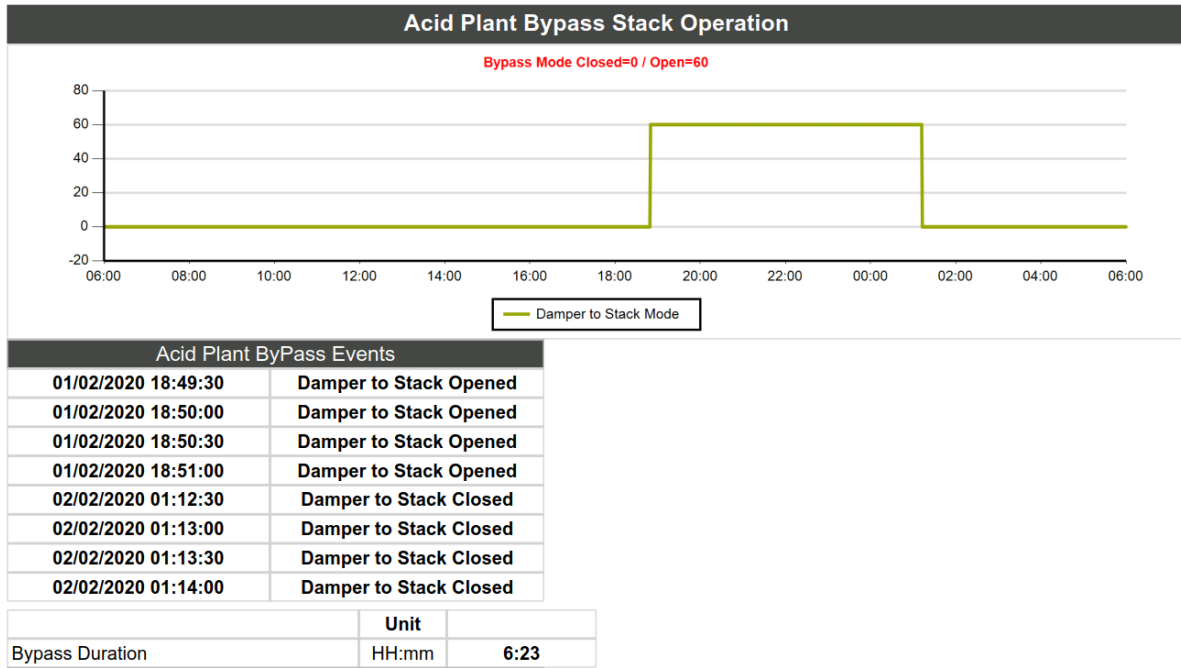 Acid Plant Bypass Stack Operation
Bypass Mode Closed=0 / Open=60
80
60
40
20
0
-20
06:00 08:00 10:00 12:00 14:00 16:00 18:00 20:00 22:00 00:00 02:00 04:00 06:00
Damper to Stack Mode
Acid Plant ByPass Events
01/02/2020 18:49:30 Damper to Stack Opened
01/02/2020 18:50:00 Damper to Stack Opened
01/02/2020 18:50:30 Damper to Stack Opened
01/02/2020 18:51:00 Damper to Stack Opened
02/02/2020 01:12:30 Damper to Stack Closed
02/02/2020 01:13:00 Damper to Stack Closed
02/02/2020 01:13:30 Damper to Stack Closed
02/02/2020 01:14:00 Damper to Stack Closed
Unit
Bypass Duration HH:mm 6:23